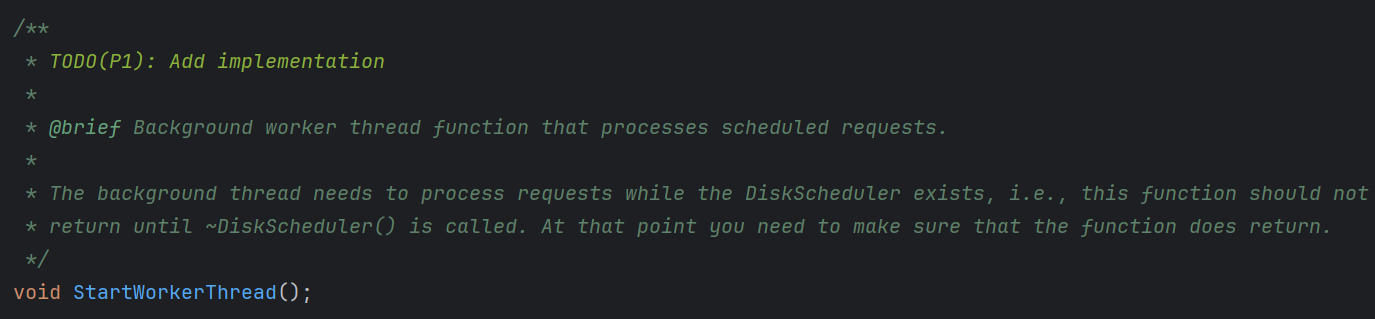 /**
 * TODO(P1): Add implementation
 *
 * @brief Background worker thread function that processes scheduled requests.
 *
 * The background thread needs to process requests while the DiskScheduler exists, i.e., this function should not
 * return until ~DiskScheduler() is called. At that point you need to make sure that the function does return.
 */
void StartWorkerThread();